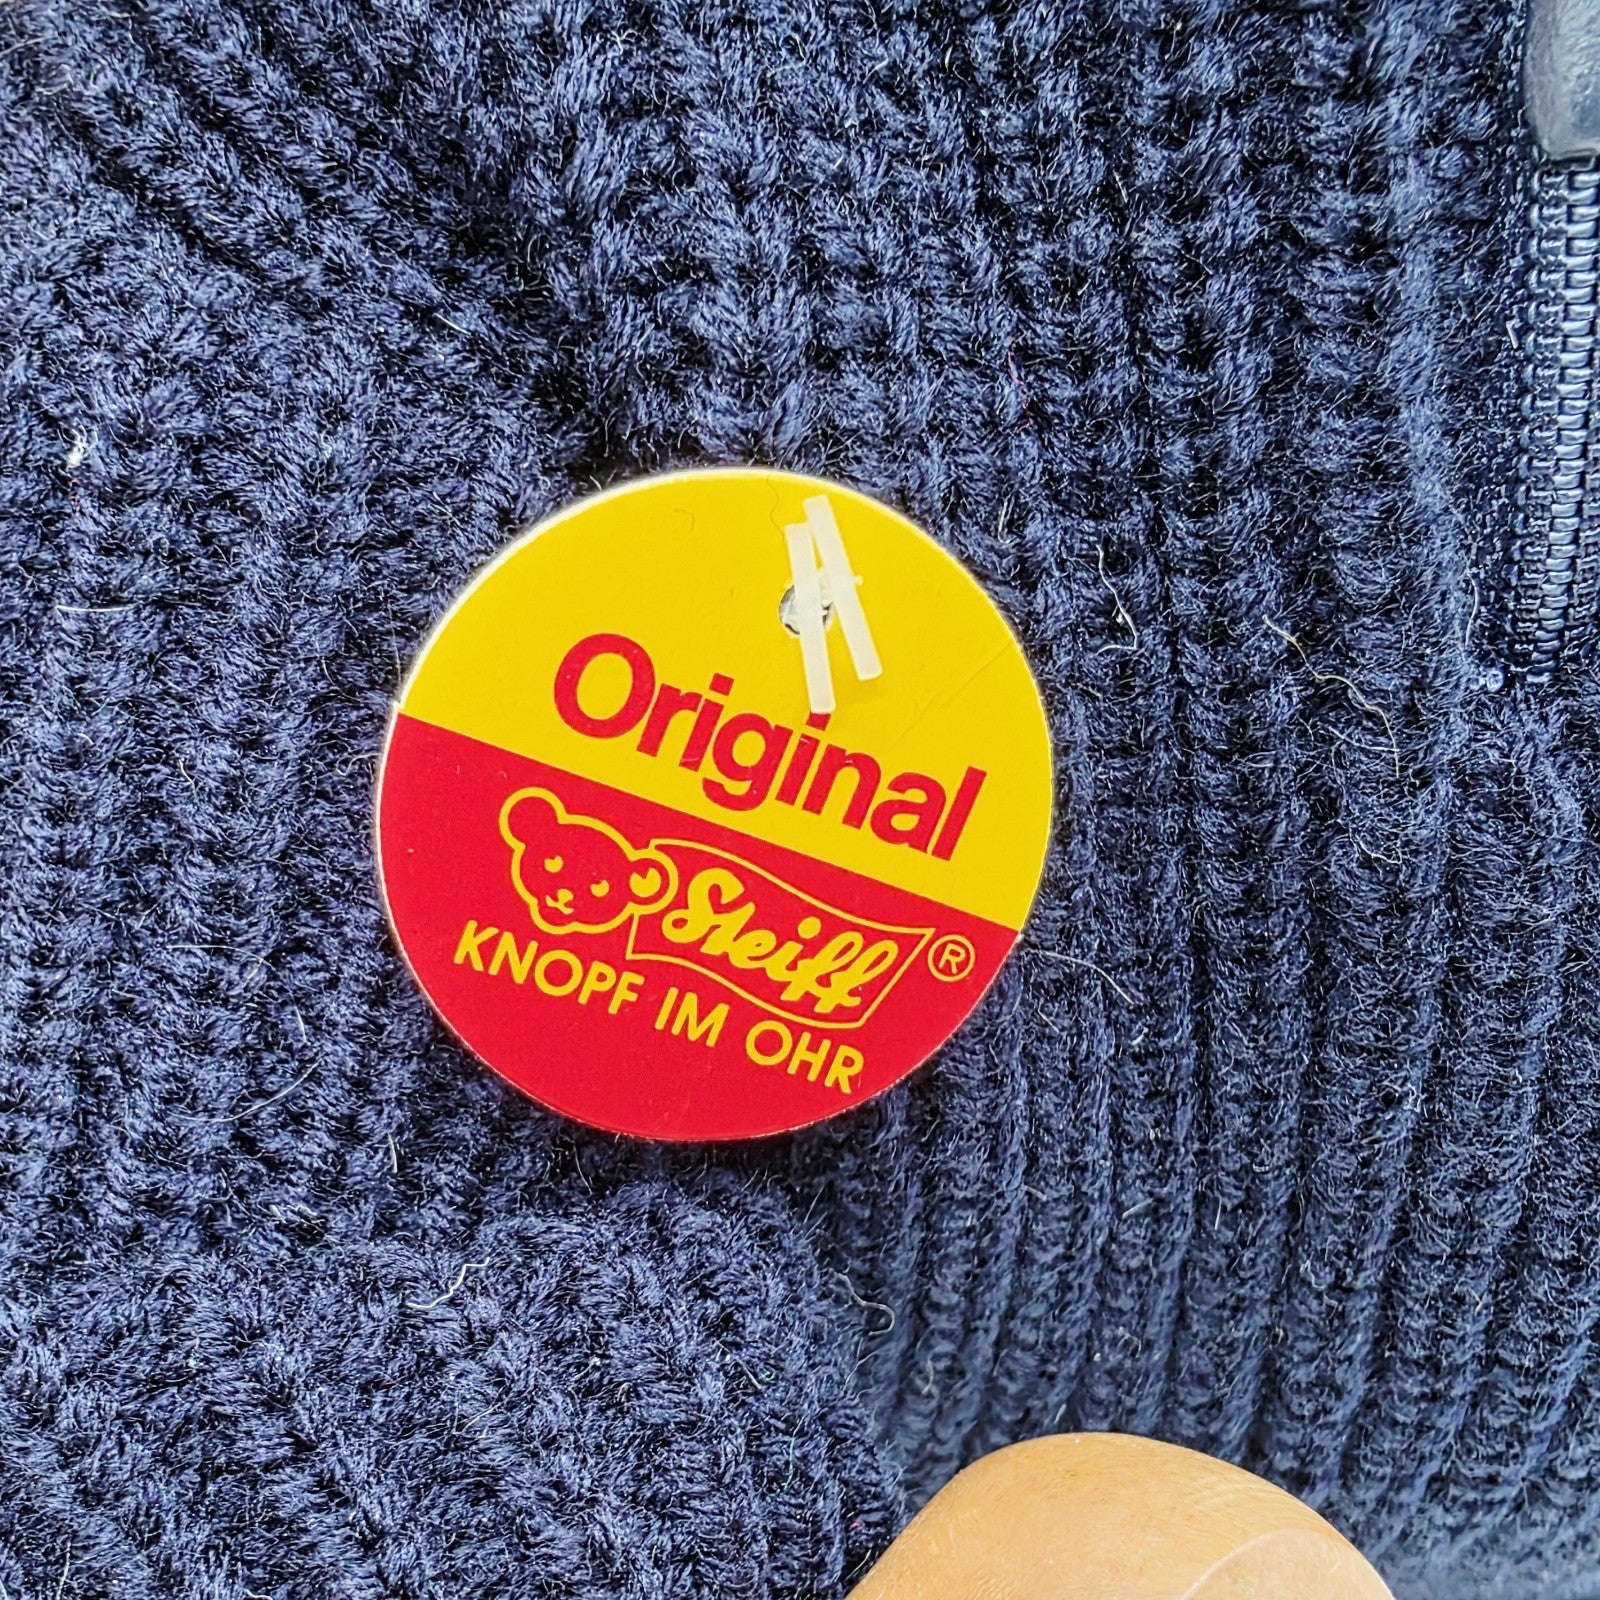 Original
Steiff ®
KNOPF IM OHR